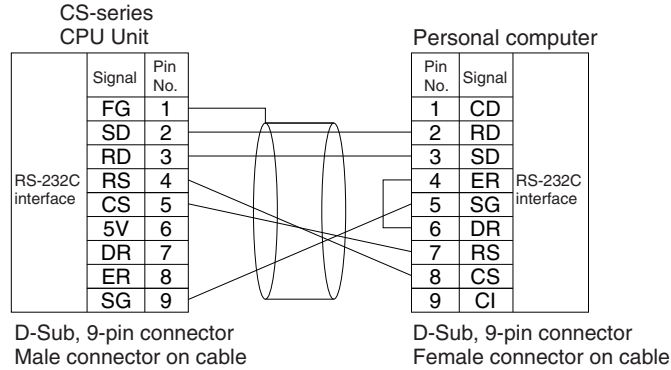 CS-series
CPU Unit
Personal computer
Signal Pin No. Pin No. Signal
FG 1 1 CD
SD 2 2 RD
RD 3 3 SD
RS-232C interface RS 4 4 ER RS-232C interface
CS 5 5 SG
5V 6 6 DR
DR 7 7 RS
ER 8 8 CS
SG 9 9 CI
D-Sub, 9-pin connector D-Sub, 9-pin connector
Male connector on cable Female connector on cable